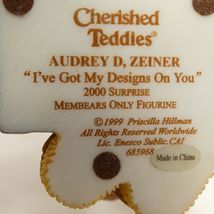 Cherished
Teddies®
AUDREY D. ZEINER
"I've Got My Designs On You"
2000 SURPRISE
MEMBEARS ONLY FIGURINE
©1999 Priscilla Hillman
All Rights Reserved Worldwide
Lic. Enesco Sublic. CAI
685968
Made in China